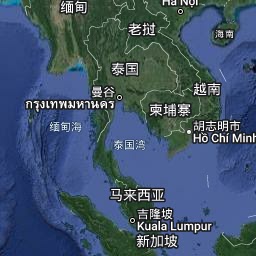 缅甸
Ha Noi
老挝
海南
泰国
曼谷
กรุงเทพมหานคร
越南
柬埔寨
胡志明市
Hồ Chí Minh
缅甸海
泰国湾
马来西亚
吉隆坡
Kuala Lumpur
新加坡